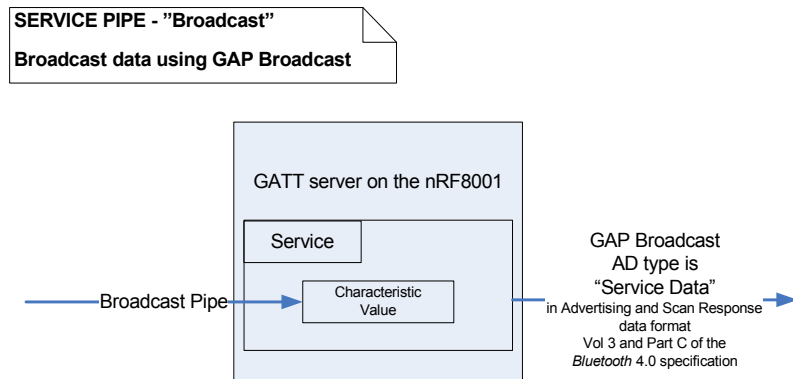 SERVICE PIPE - ”Broadcast”
Broadcast data using GAP Broadcast
GATT server on the nRF8001
Service
Characteristic
Value
Broadcast Pipe
GAP Broadcast
AD type is
“Service Data”
in Advertising and Scan Response
data format
Vol 3 and Part C of the
Bluetooth 4.0 specification